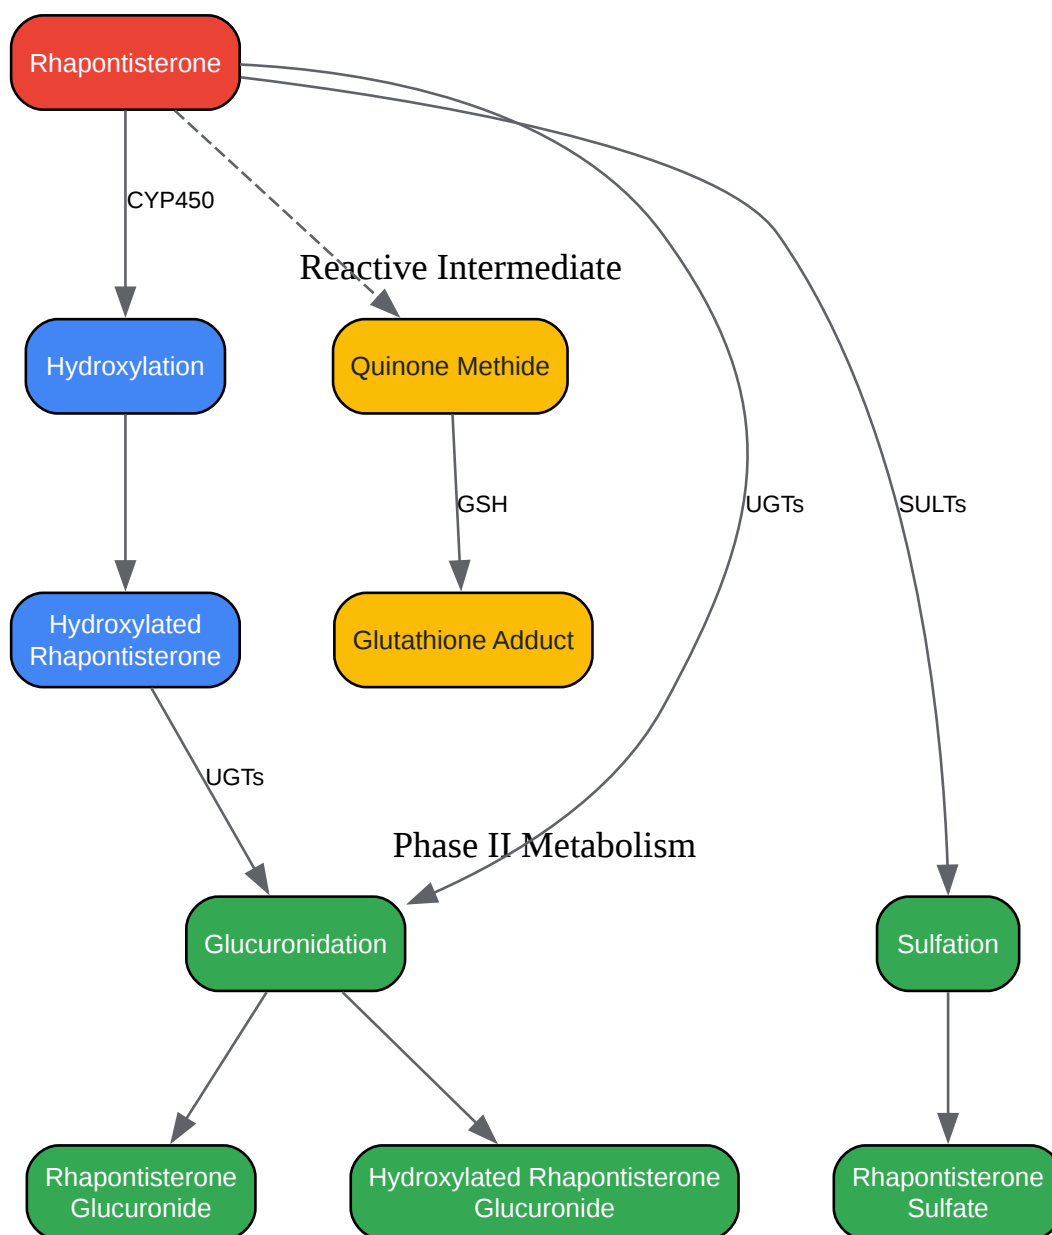 Rhapontisterone
CYP450
Reactive Intermediate
Hydroxylation
Quinone Methide
GSH
UGTs
SULTs
Hydroxylated
Rhapontisterone
Glutathione Adduct
UGTs
Phase II Metabolism
Glucuronidation
Sulfation
Rhapontisterone
Glucuronide
Hydroxylated Rhapontisterone
Glucuronide
Rhapontisterone
Sulfate